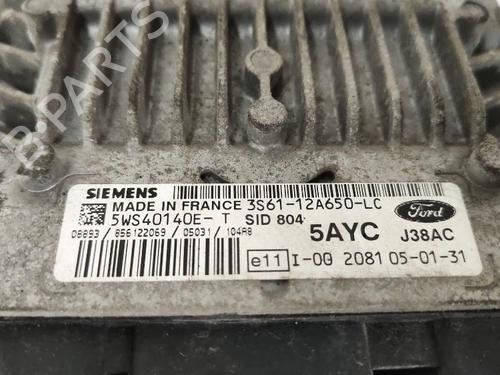 SIEMENS
MADE IN FRANCE 3S61-12A650-LC
5WS40140E-T SID 804
08893/856122069 /05031/ 104A8
Ford
5AYC J38AC
e11 I-00 2081 05-01-31
B-PARTS